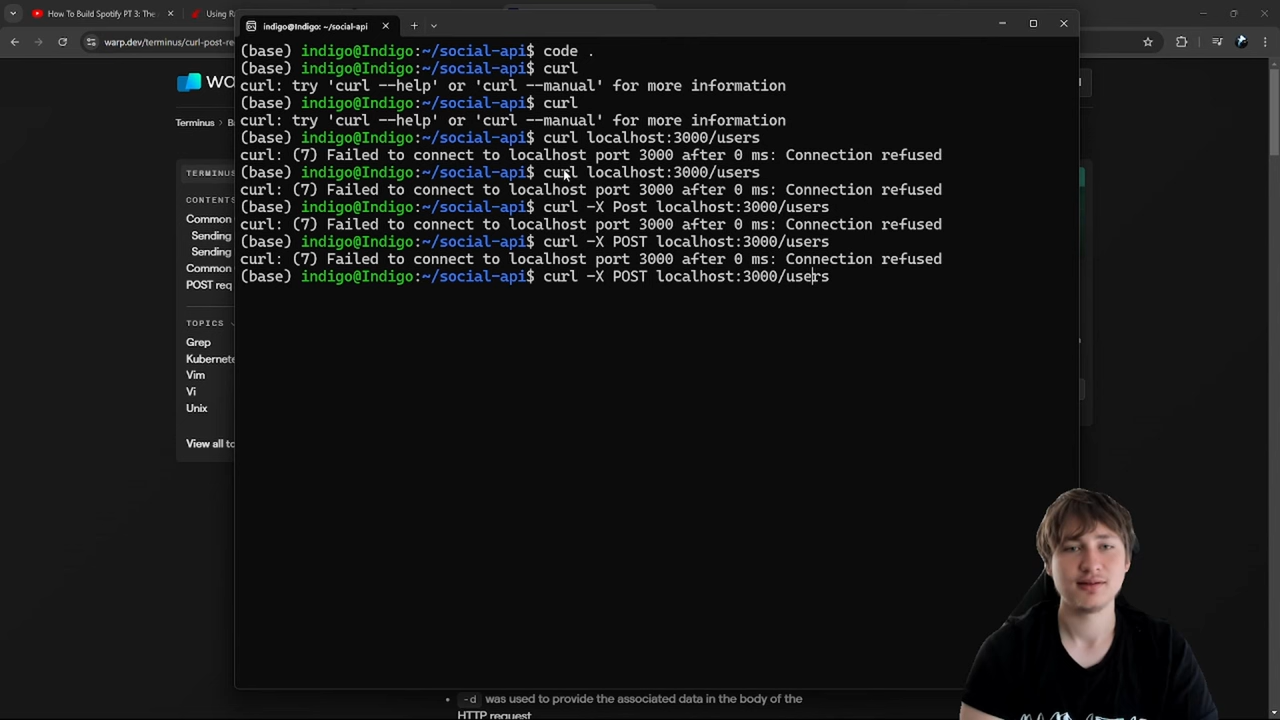 How To Build Spotify PT 3: The
Using R
indigo@Indigo: ~/social-api
warp.dev/terminus/curl-post-re
(base) indigo@Indigo:~/social-api$ code .
(base) indigo@Indigo:~/social-api$ curl
curl: try 'curl --help' or 'curl --manual' for more information
(base) indigo@Indigo:~/social-api$ curl
curl: try 'curl --help' or 'curl --manual' for more information
(base) indigo@Indigo:~/social-api$ curl localhost:3000/users
curl: (7) Failed to connect to localhost port 3000 after 0 ms: Connection refused
(base) indigo@Indigo:~/social-api$ curl localhost:3000/users
curl: (7) Failed to connect to localhost port 3000 after 0 ms: Connection refused
(base) indigo@Indigo:~/social-api$ curl -X Post localhost:3000/users
curl: (7) Failed to connect to localhost port 3000 after 0 ms: Connection refused
(base) indigo@Indigo:~/social-api$ curl -X POST localhost:3000/users
curl: (7) Failed to connect to localhost port 3000 after 0 ms: Connection refused
(base) indigo@Indigo:~/social-api$ curl -X POST localhost:3000/users
wa
Terminus > Ba
TERMINUS
CONTENTS
Common
Sending
Sending
Common
POST req
TOPICS
Grep
Kubernete
Vim
Vi
Unix
View all to
-d was used to provide the associated data in the body of the
HTTP request